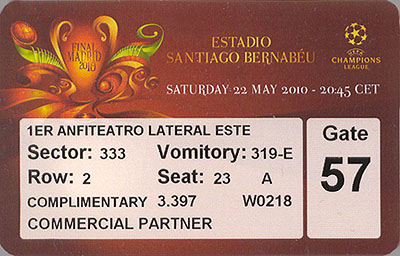 FINAL
MADRID
2010
ESTADIO
SANTIAGO BERNABÉU
UEFA
CHAMPIONS
LEAGUE
SATURDAY 22 MAY 2010 - 20:45 CET
1ER ANFITEATRO LATERAL ESTE
Sector: 333 Vomitory: 319-E
Row: 2 Seat: 23 A
COMPLIMENTARY 3.397 W0218
COMMERCIAL PARTNER
Gate
57